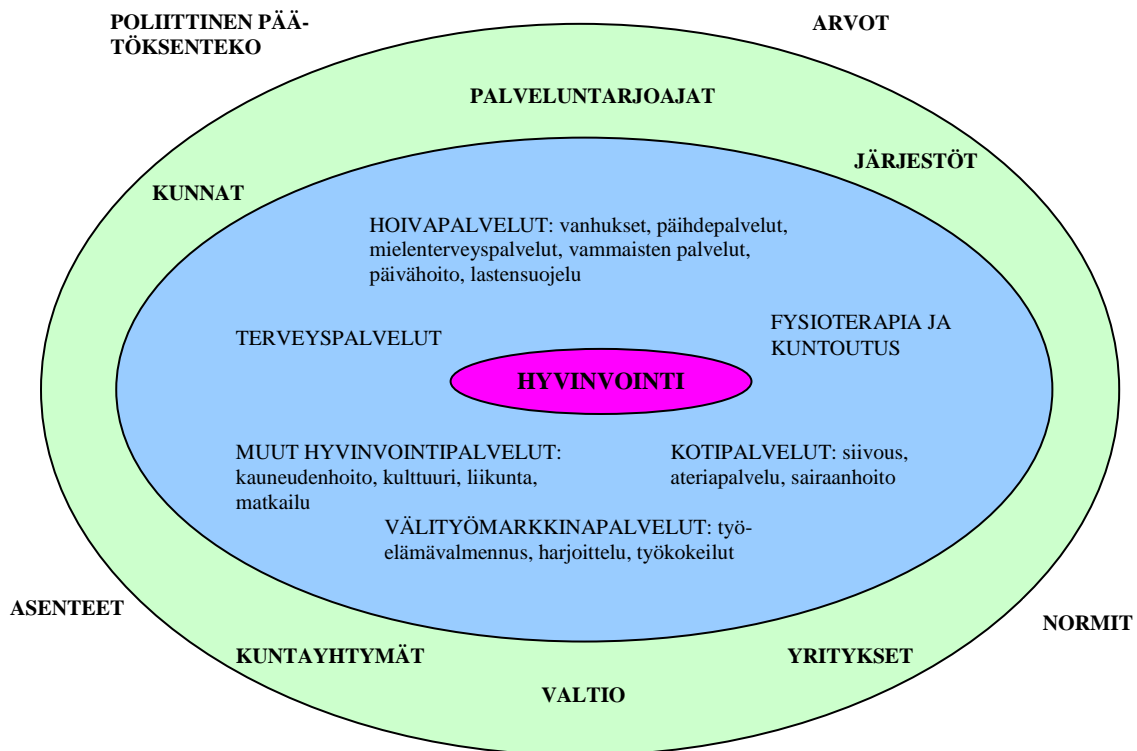 POLIITTINEN PÄÄ-
TÖKSENTEKO
ARVOT
PALVELUNTARJOAJAT
JÄRJESTÖT
KUNNAT
HOIVAPALVELUT: vanhukset, päihdepalvelut,
mielenterveyspalvelut, vammaisten palvelut,
päivähoito, lastensuojelu
FYSIOTERAPIA JA
KUNTOUTUS
TERVEYSPALVELUT
HYVINVOINTI
MUUT HYVINVOINTIPALVELUT:
kauneudenhoito, kulttuuri, liikunta,
matkailu
KOTIPALVELUT: siivous,
ateriapalvelu, sairaanhoito
VÄLITYÖMARKKINAPALVELUT: työ-
elämävalmennus, harjoittelu, työkokeilut
ASENTEET
NORMIT
KUNTAYHTYMÄT
YRITYKSET
VALTIO